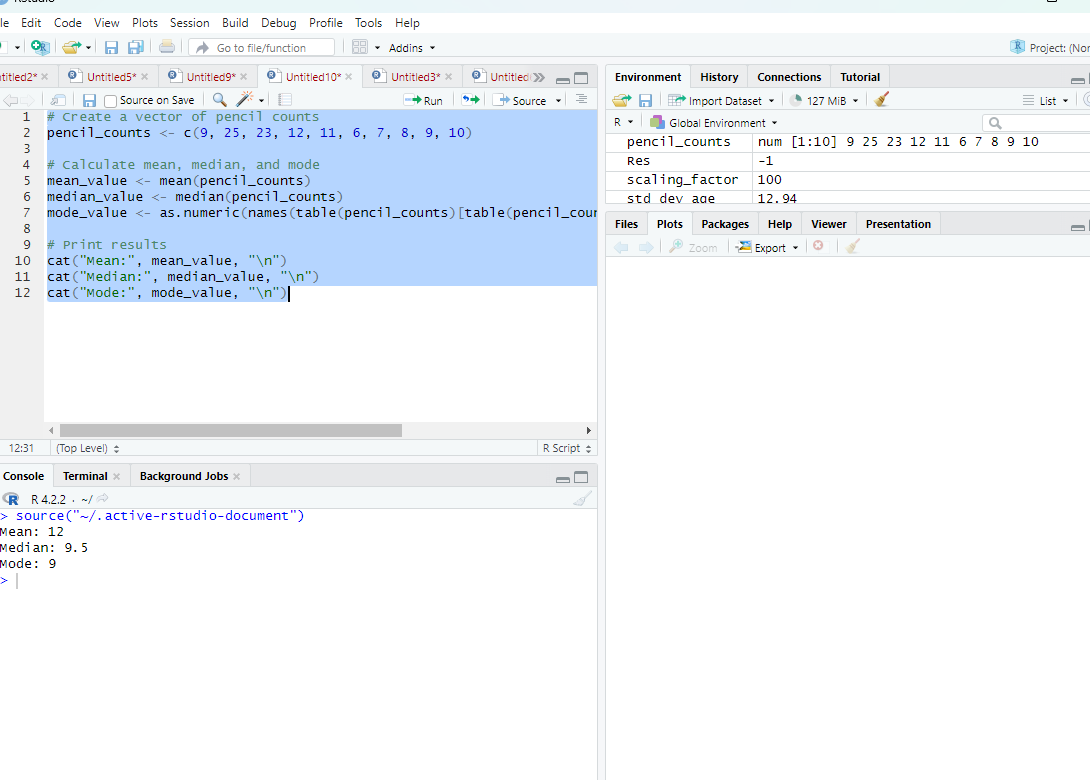 Edit Code View Plots Session Build Debug Profile Tools Help
Go to file/function Addins Project: (Nor
Untitled5* Untitled9* Untitled10* Untitled3* Untitled
Source on Save Run Source
1 # Create a vector of pencil counts
2 pencil_counts <- c(9, 25, 23, 12, 11, 6, 7, 8, 9, 10)
3
4 # Calculate mean, median, and mode
5 mean_value <- mean(pencil_counts)
6 median_value <- median(pencil_counts)
7 mode_value <- as.numeric(names(table(pencil_counts)[table(pencil_cour
8
9 # Print results
10 cat("Mean:", mean_value, "\n")
11 cat("Median:", median_value, "\n")
12 cat("Mode:", mode_value, "\n")
12:31 (Top Level) R Script
Console Terminal Background Jobs
R 4.2.2 · ~/
> source("~/.active-rstudio-document")
Mean: 12
Median: 9.5
Mode: 9
>
Environment History Connections Tutorial
Import Dataset 127 MiB List
R Global Environment
pencil_counts num [1:10] 9 25 23 12 11 6 7 8 9 10
Res -1
scaling_factor 100
std_dev_age 12.94
Files Plots Packages Help Viewer Presentation
Zoom Export